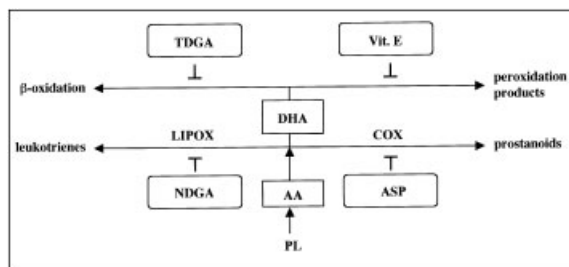 TDGA
Vit. E
β-oxidation
peroxidation
products
DHA
LIPOX
COX
leukotrienes
prostanoids
NDGA
AA
ASP
PL